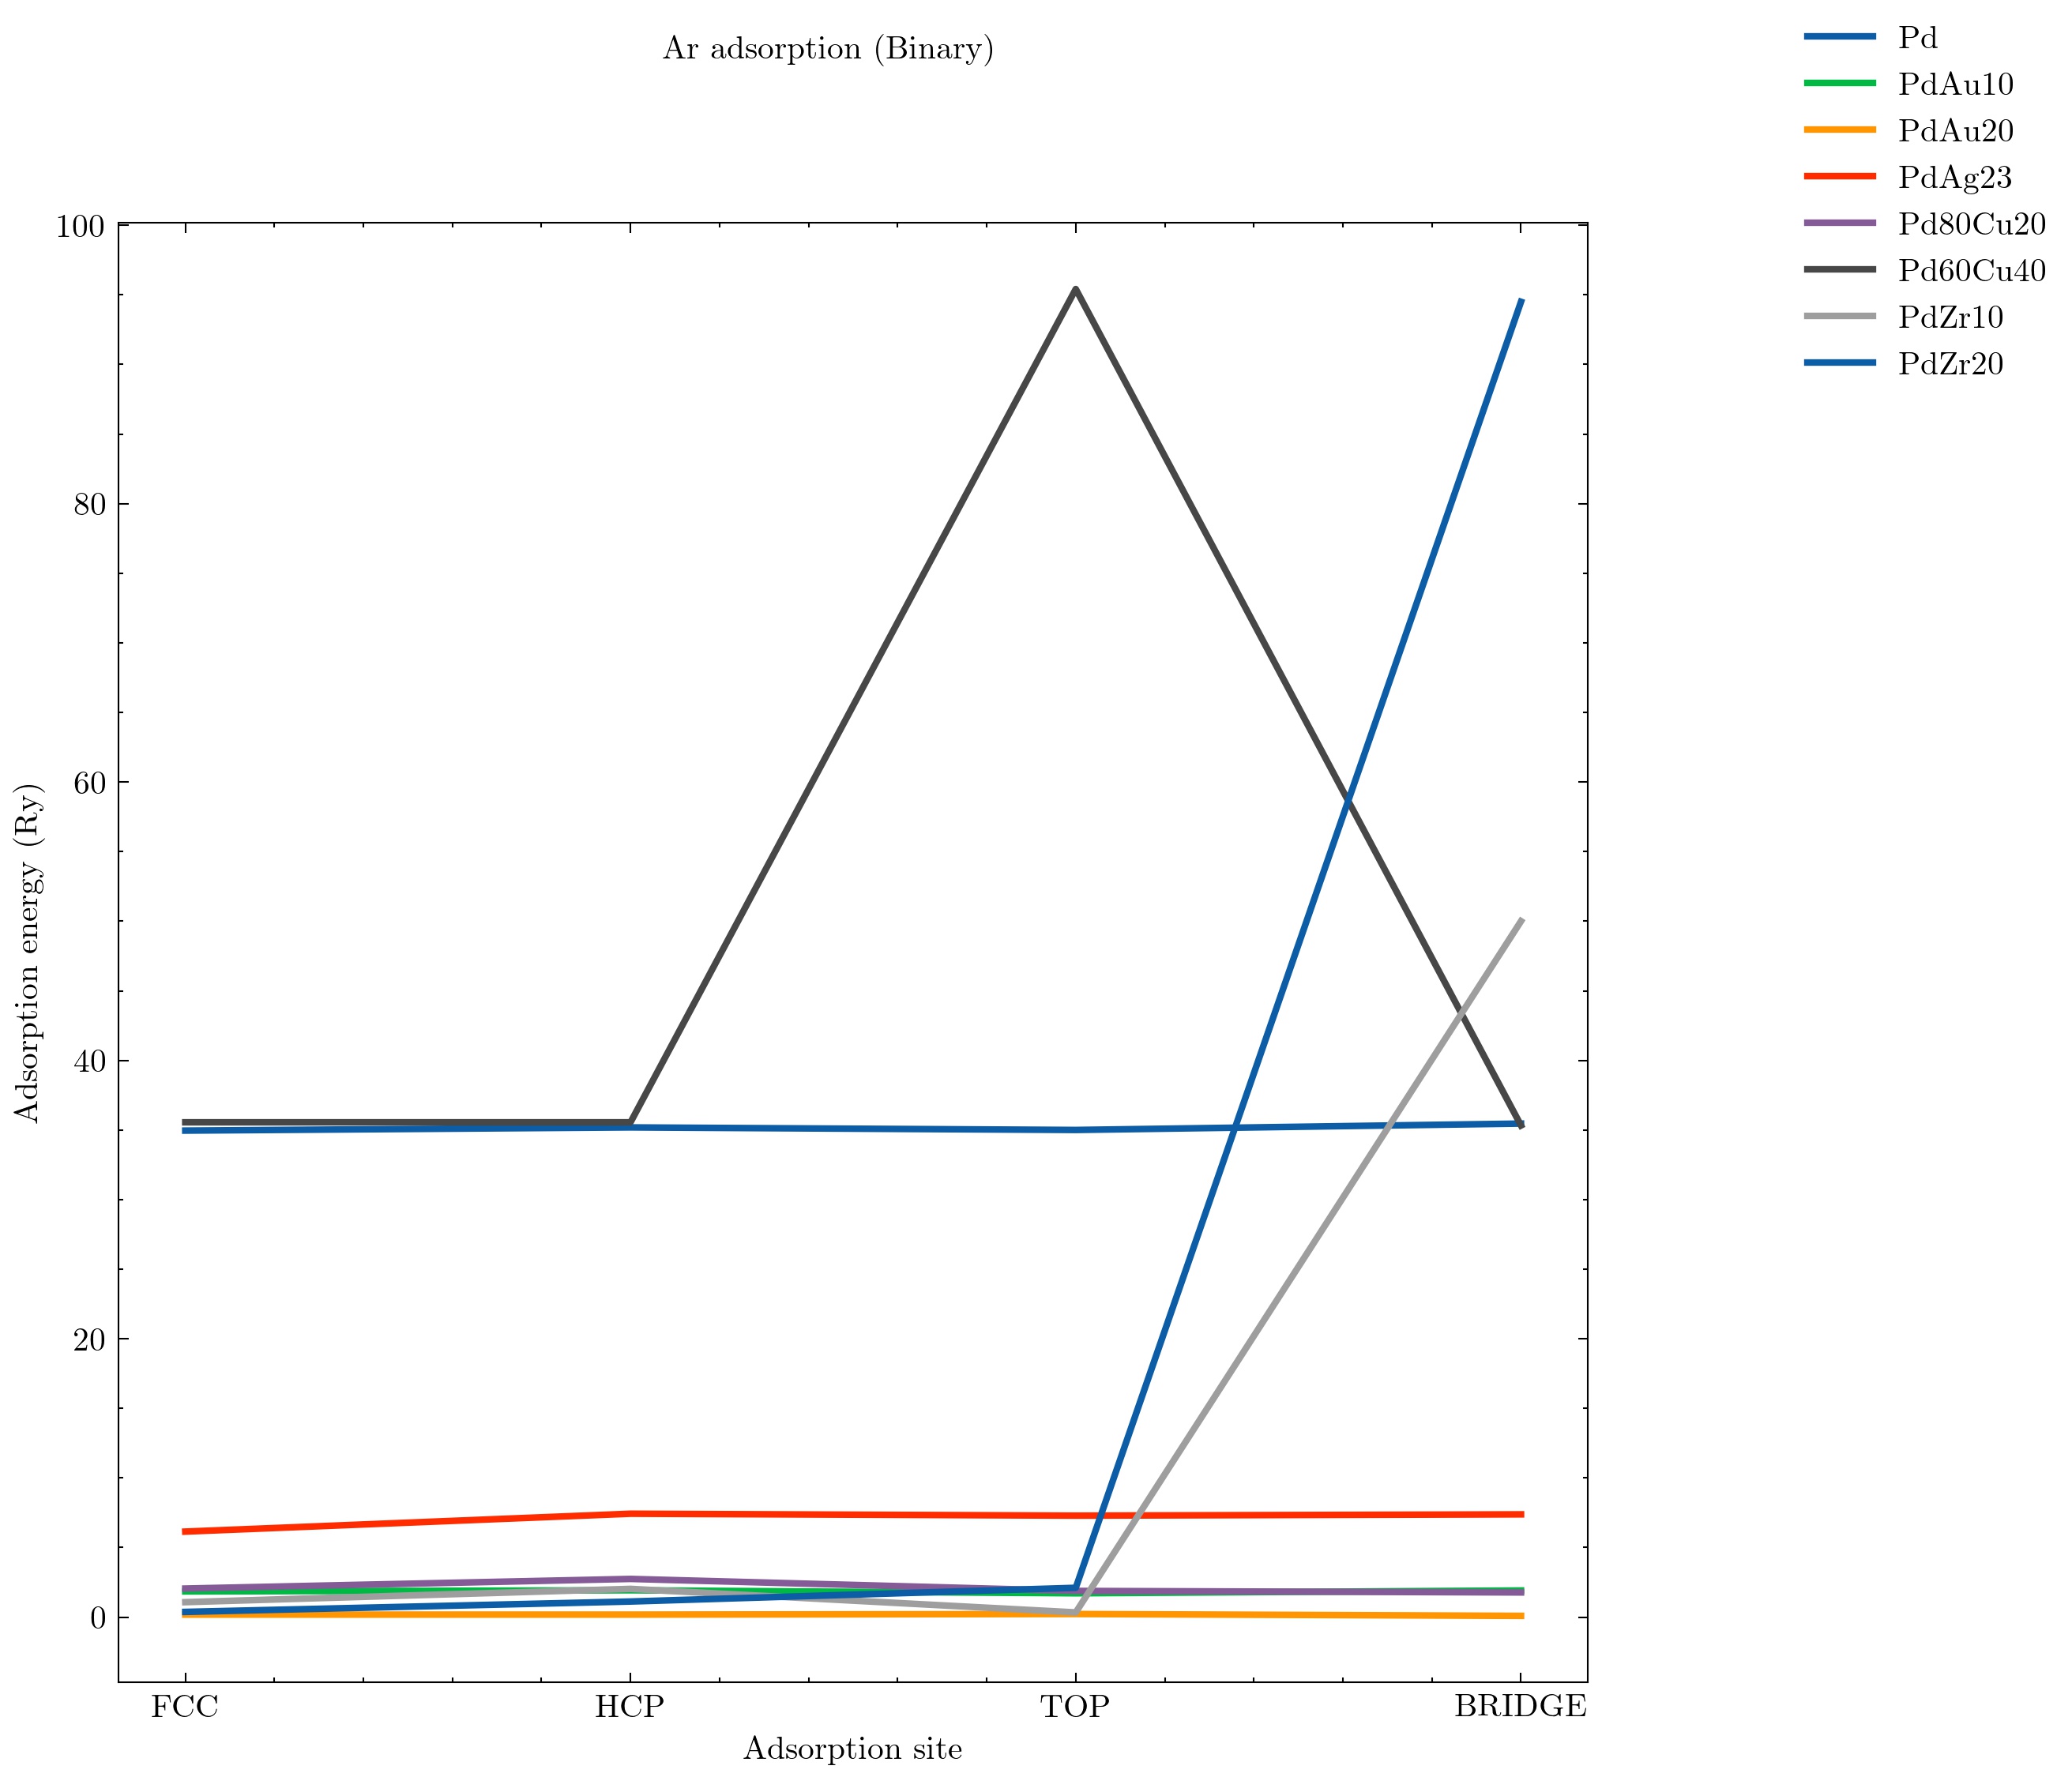 Ar adsorption (Binary)
Pd
PdAu10
PdAu20
PdAg23
Pd80Cu20
Pd60Cu40
PdZr10
PdZr20
100
80
60
40
20
0
Adsorption energy (Ry)
FCC HCP TOP BRIDGE
Adsorption site